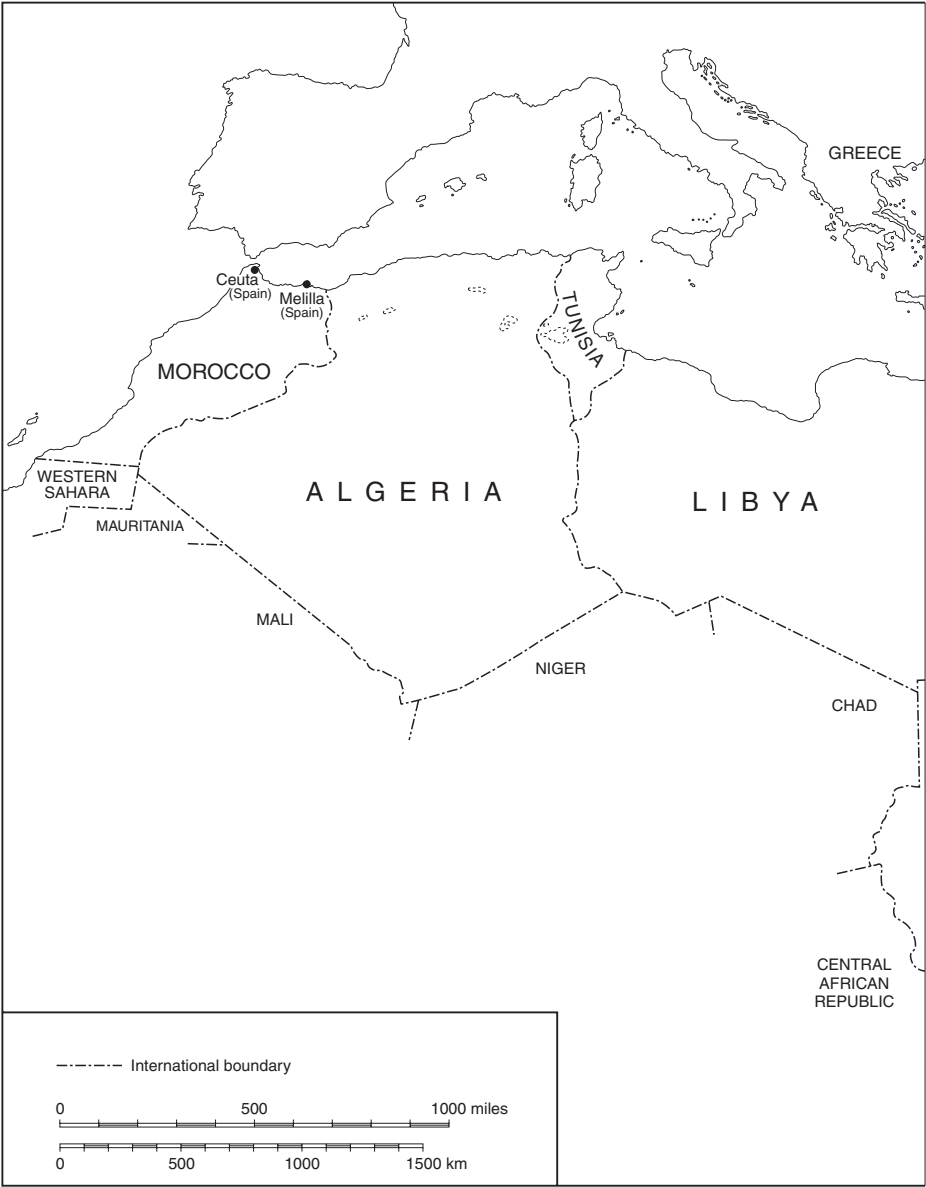 GREECE
Ceuta
(Spain)
Melilla
(Spain)
TUNISIA
MOROCCO
WESTERN
SAHARA
ALGERIA
LIBYA
MAURITANIA
MALI
NIGER
CHAD
CENTRAL
AFRICAN
REPUBLIC
International boundary
0 500 1000 miles
0 500 1000 1500 km